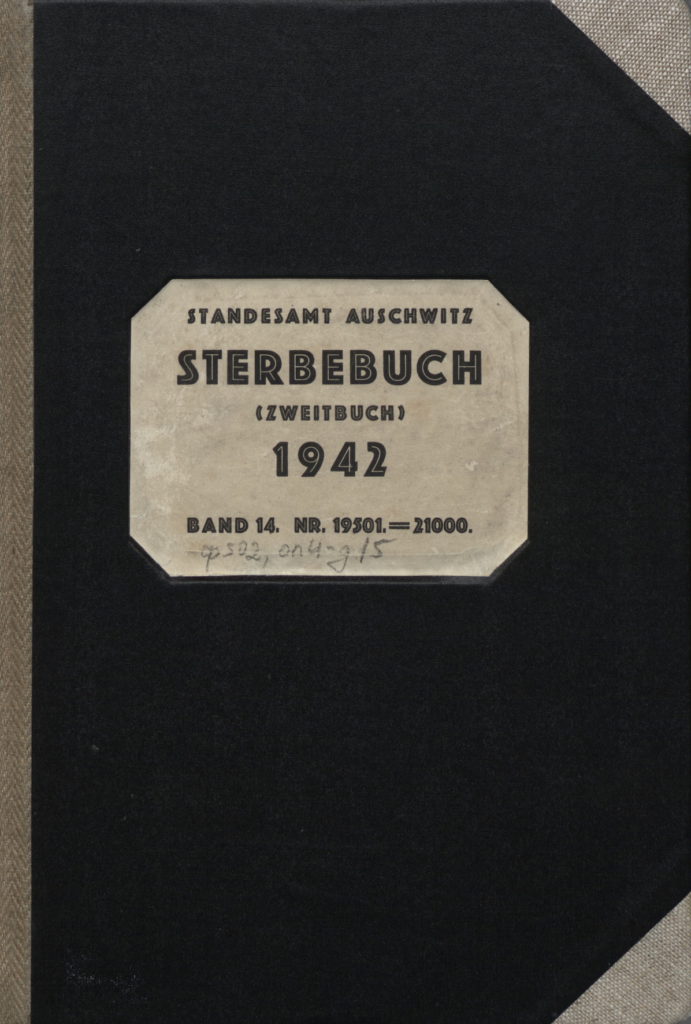 STANDESAMT AUSCHWITZ
STERBEBUCH
(ZWEITBUCH)
1942
BAND 14. NR. 19501.=21000.